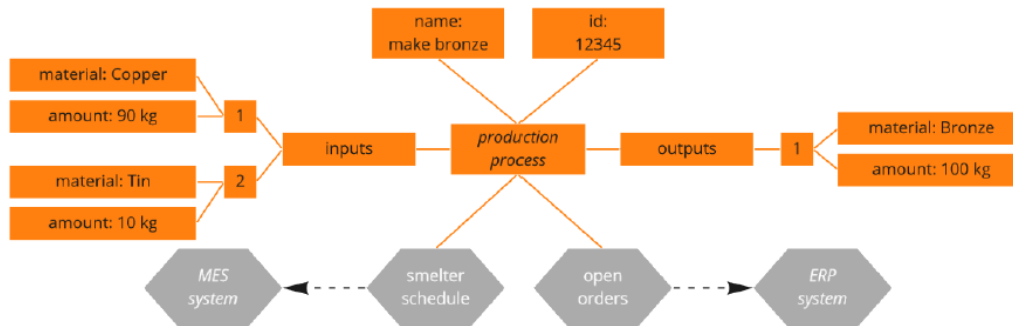 name:
make bronze
id:
12345
material: Copper
amount: 90 kg
1
material: Tin
amount: 10 kg
2
inputs
production
process
outputs
1
material: Bronze
amount: 100 kg
MES
system
smelter
schedule
open
orders
ERP
system